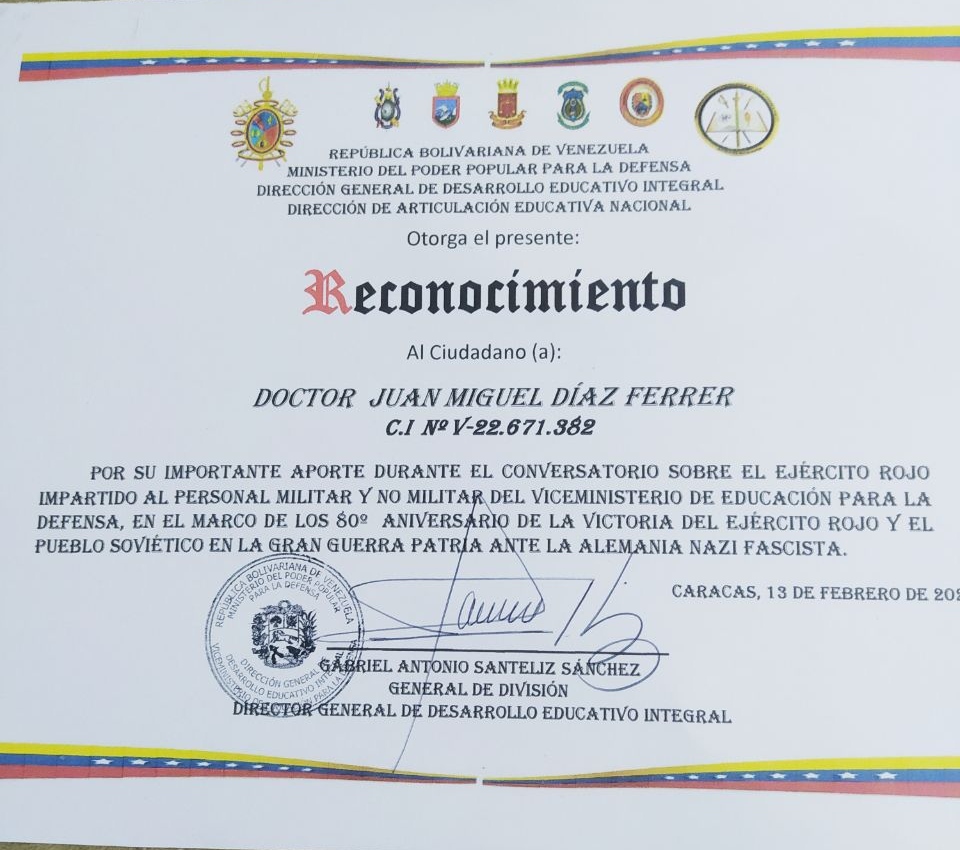 REPÚBLICA BOLIVARIANA DE VENEZUELA
MINISTERIO DEL PODER POPULAR PARA LA DEFENSA
DIRECCIÓN GENERAL DE DESARROLLO EDUCATIVO INTEGRAL
DIRECCIÓN DE ARTICULACIÓN EDUCATIVA NACIONAL
Otorga el presente:
Reconocimiento
Al Ciudadano (a):
DOCTOR JUAN MIGUEL DÍAZ FERRER
C.I Nº V-22.671.382
POR SU IMPORTANTE APORTE DURANTE EL CONVERSATORIO SOBRE EL EJÉRCITO ROJO
IMPARTIDO AL PERSONAL MILITAR Y NO MILITAR DEL VICEMINISTERIO DE EDUCACIÓN PARA LA
DEFENSA, EN EL MARCO DE LOS 80º ANIVERSARIO DE LA VICTORIA DEL EJÉRCITO ROJO Y EL
PUEBLO SOVIÉTICO EN LA GRAN GUERRA PATRIA ANTE LA ALEMANIA NAZI FASCISTA.
CARACAS, 13 DE FEBRERO DE
REPÚBLICA BOLIVARIANA DE VENEZUELA
MINISTERIO DEL PODER POPULAR
PARA LA DEFENSA
DIRECCIÓN GENERAL DE
DESARROLLO EDUCATIVO INTEGRAL
GABRIEL ANTONIO SANTELIZ SÁNCHEZ
GENERAL DE DIVISIÓN
DIRECTOR GENERAL DE DESARROLLO EDUCATIVO INTEGRAL